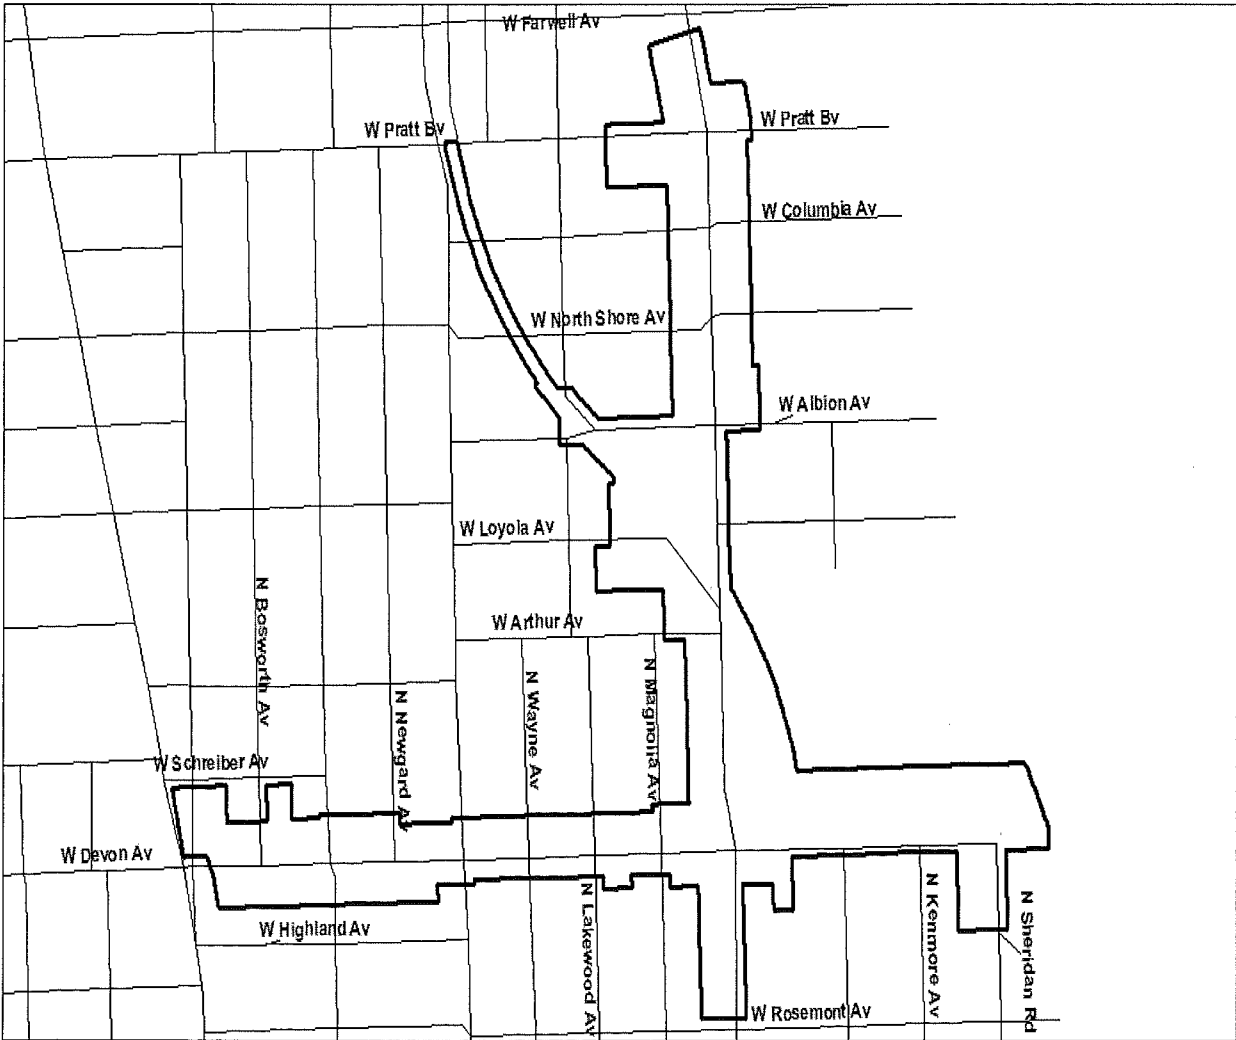 W Farwell Av
W Pratt Bv
W Pratt Bv
W Columbia Av
W North Shore Av
W Albion Av
W Loyola Av
N Bosworth Av
W Arthur Av
N Newgard Av
N Wayne Av
N Magnolia Av
W Schreiber Av
W Devon Av
W Highland Av
N Lakewood Av
N Kenmore Av
N Sheridan Rd
W Rosemont Av